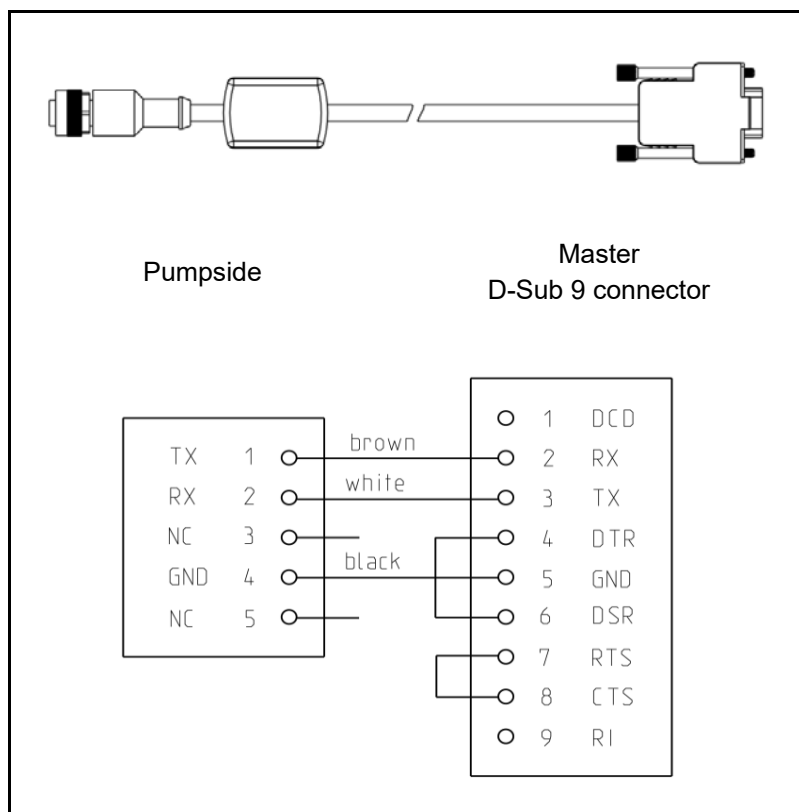 Pumpside
Master
D-Sub 9 connector
TX 1
RX 2
NC 3
GND 4
NC 5
brown
white
black
1 DCD
2 RX
3 TX
4 DTR
5 GND
6 DSR
7 RTS
8 CTS
9 RI